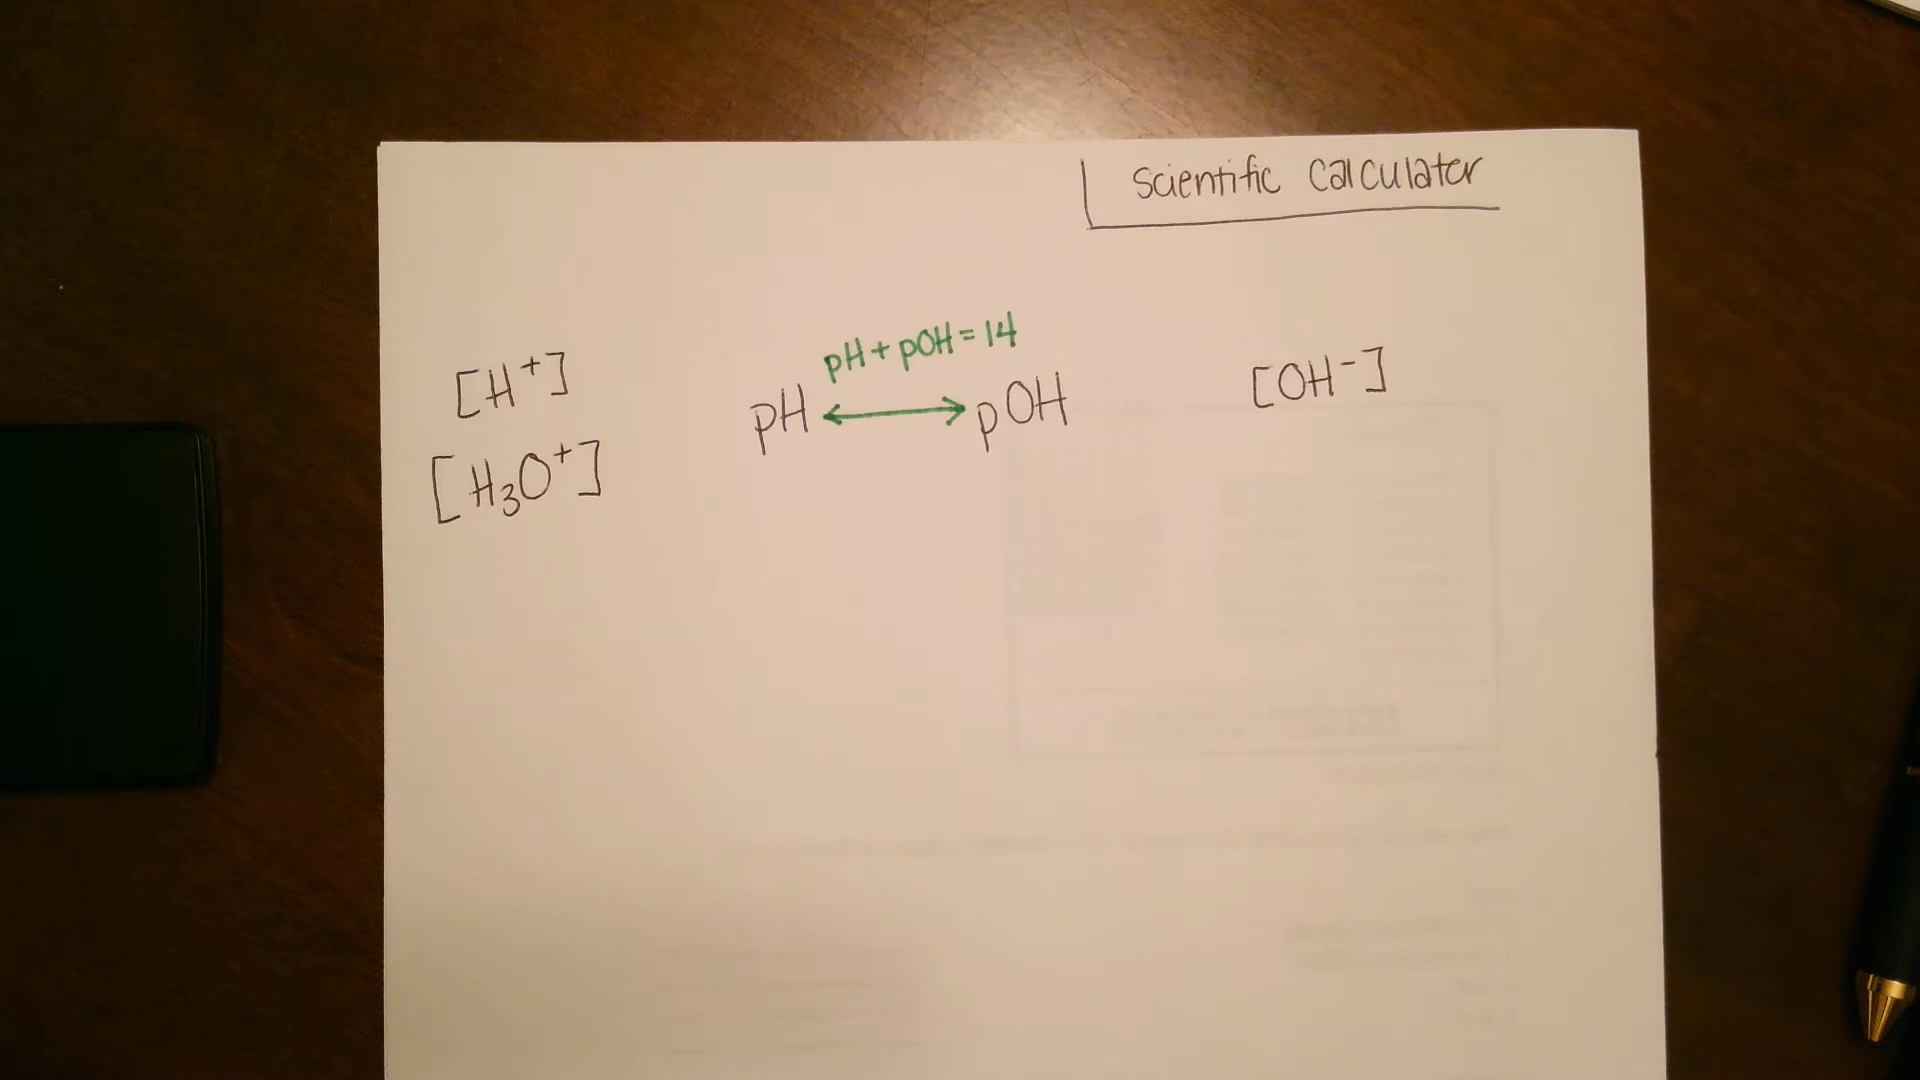 Scientific Calculater
pH + pOH = 14
[H⁺]
pH ⟷ pOH
[OH⁻]
[H₃O⁺]